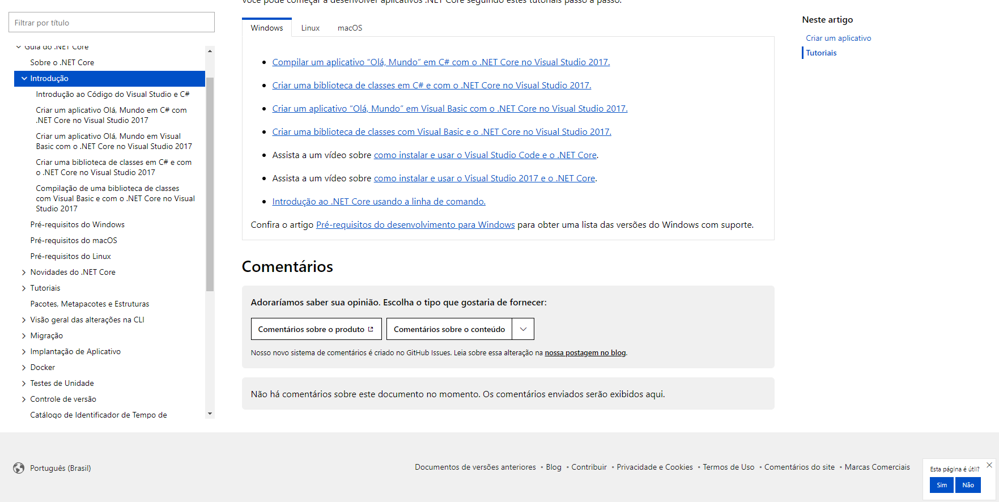 Você pode começar a desenvolver aplicativos .NET Core seguindo estes tutoriais passo a passo.
Filtrar por título
Guia do .NET Core
Sobre o .NET Core
Introdução
Introdução ao Código do Visual Studio e C#
Criar um aplicativo Olá, Mundo em C# com
.NET Core no Visual Studio 2017
Criar um aplicativo Olá, Mundo em Visual
Basic com o .NET Core no Visual Studio 2017
Criar uma biblioteca de classes em C# e com
o .NET Core no Visual Studio 2017
Compilação de uma biblioteca de classes
com Visual Basic e com o .NET Core no Visual
Studio 2017
Pré-requisitos do Windows
Pré-requisitos do macOS
Pré-requisitos do Linux
Novidades do .NET Core
Tutoriais
Pacotes, Metapacotes e Estruturas
Visão geral das alterações na CLI
Migração
Implantação de Aplicativo
Docker
Testes de Unidade
Controle de versão
Catálogo de Identificador de Tempo de
Windows Linux macOS
• Compilar um aplicativo “Olá, Mundo” em C# com o .NET Core no Visual Studio 2017.
• Criar uma biblioteca de classes em C# e com o .NET Core no Visual Studio 2017.
• Criar um aplicativo “Olá, Mundo” em Visual Basic com o .NET Core no Visual Studio 2017.
• Criar uma biblioteca de classes com Visual Basic e o .NET Core no Visual Studio 2017.
• Assista a um vídeo sobre como instalar e usar o Visual Studio Code e o .NET Core.
• Assista a um vídeo sobre como instalar e usar o Visual Studio 2017 e o .NET Core.
• Introdução ao .NET Core usando a linha de comando.
Confira o artigo Pré-requisitos do desenvolvimento para Windows para obter uma lista das versões do Windows com suporte.
Comentários
Adoraríamos saber sua opinião. Escolha o tipo que gostaria de fornecer:
Comentários sobre o produto Comentários sobre o conteúdo
Nosso novo sistema de comentários é criado no GitHub Issues. Leia sobre essa alteração na nossa postagem no blog.
Não há comentários sobre este documento no momento. Os comentários enviados serão exibidos aqui.
Neste artigo
Criar um aplicativo
Tutoriais
Português (Brasil)
Documentos de versões anteriores • Blog • Contribuir • Privacidade e Cookies • Termos de Uso • Comentários do site • Marcas Comerciais
Esta página é útil?
Sim Não